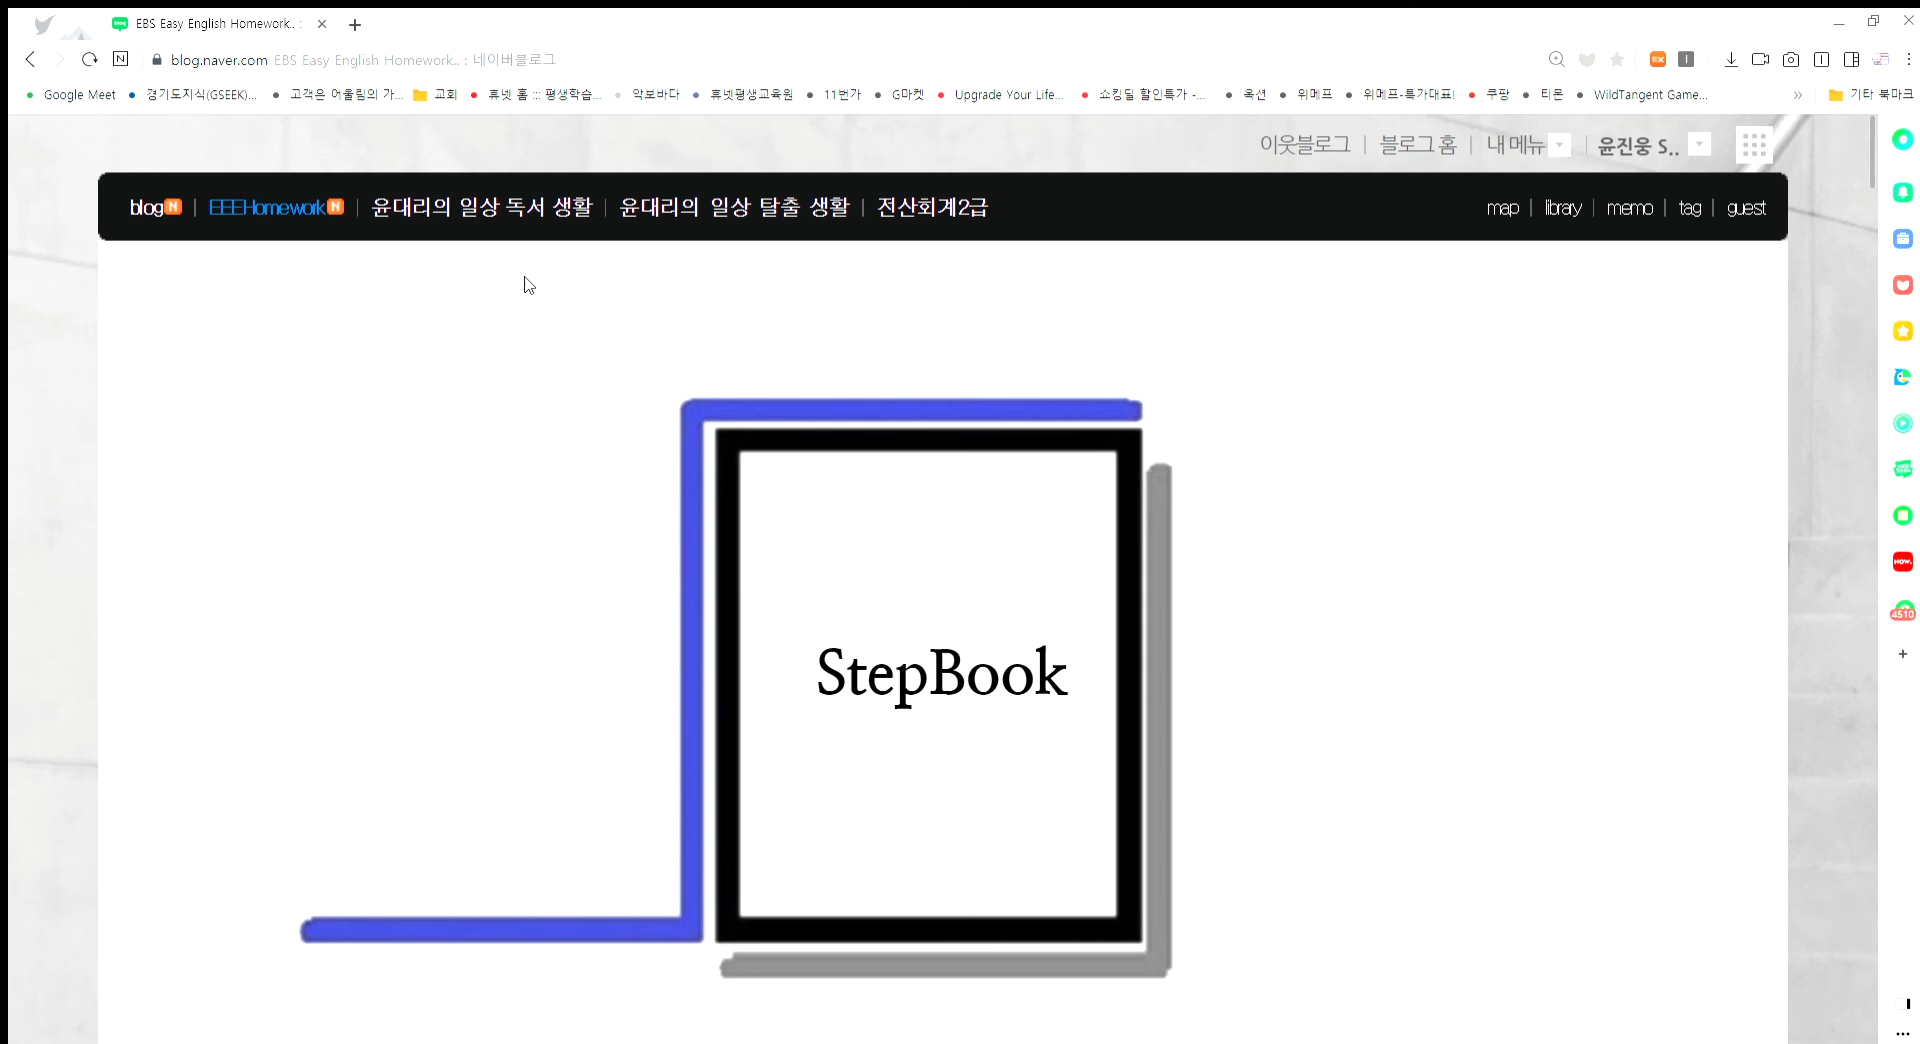 EBS Easy English Homework.. :
blog.naver.com EBS Easy English Homework.. : 네이버블로그
Google Meet 경기도지식(GSEEK)... 고객은 어울림의 가... 교회 휴넷 홈 ::: 평생학습... 악보바다 휴넷평생교육원 11번가 G마켓 Upgrade Your Life... 쇼킹딜 할인특가 -... 옥션 위메프 위메프-특가대표! 쿠팡 티몬 WildTangent Game... 기타 북마크
이웃블로그 | 블로그 홈 | 내 메뉴 | 윤진웅 S..
blog N | EEEHomework N | 윤대리의 일상 독서 생활 | 윤대리의 일상 탈출 생활 | 전산회계2급 map | library | memo | tag | guest
StepBook
NOW.
4510